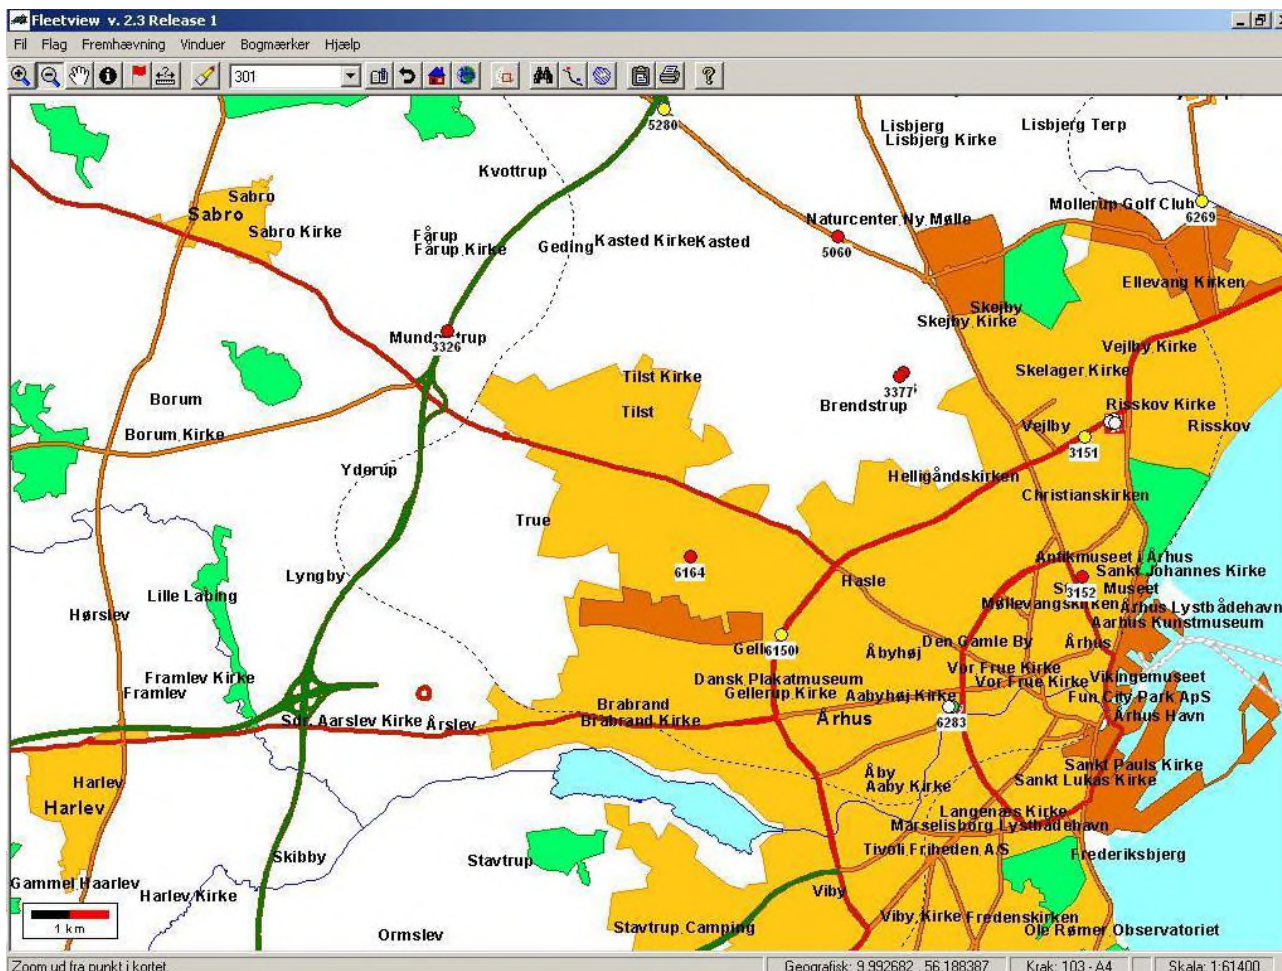 Fleetview v. 2.3 Release 1
Fil Flag Fremhævning Vinduer Bogmærker Hjælp
301
5280
Lisbjerg
Lisbjerg Kirke
Lisbjerg Terp
Kvottrup
Sabro
Sabro
Sabro Kirke
Mollerup Golf Club
6269
Naturcenter Ny Mølle
5060
Fårup
Fårup Kirke
Geding
Kasted Kirke
Kasted
Ellevang Kirken
Skejby
Skejby Kirke
3326
Vejlby Kirke
Tilst Kirke
Skelager Kirke
3377
Borum
Tilst
Brendstrup
Risskov Kirke
Borum Kirke
Vejlby
Risskov
3151
Yderup
Helligåndskirken
Christianskirken
True
Antikmuseet i Århus
Sankt Johannes Kirke
6164
Hasle
Lyngby
Museet
3152
Lille Labing
Møllevangskirken
Århus Lystbådehavn
Hørslev
Aarhus Kunstmuseum
6150
Åbyhøj
Den Gamle By
Århus
Vor Frue Kirke
Framlev Kirke
Framlev
Dansk Plakatmuseum
Vor Frue Kirke
Vikingemuseet
Gellerup Kirke
Aabyhøj Kirke
Fun City Park ApS
Brabrand
Sdr. Aarslev Kirke
Årslev
Brabrand Kirke
Århus
6283
Århus Havn
Sankt Pauls Kirke
Harlev
Åby
Aaby Kirke
Sankt Lukas Kirke
Harlev
Langenæs Kirke
Marselisborg Lystbådehavn
Tivoli Friheden A/S
Frederiksbjerg
Skibby
Stavtrup
Gammel Haarlev
Harlev Kirke
Viby
Viby Kirke
Fredenskirken
1 km
Ormslev
Stavtrup Camping
Ole Rømer Observatoriet
Zoom ud fra punkt i kortet
Geografisk: 9.992682 , 56.188387
Krak: 103 - A4
Skala: 1:61400